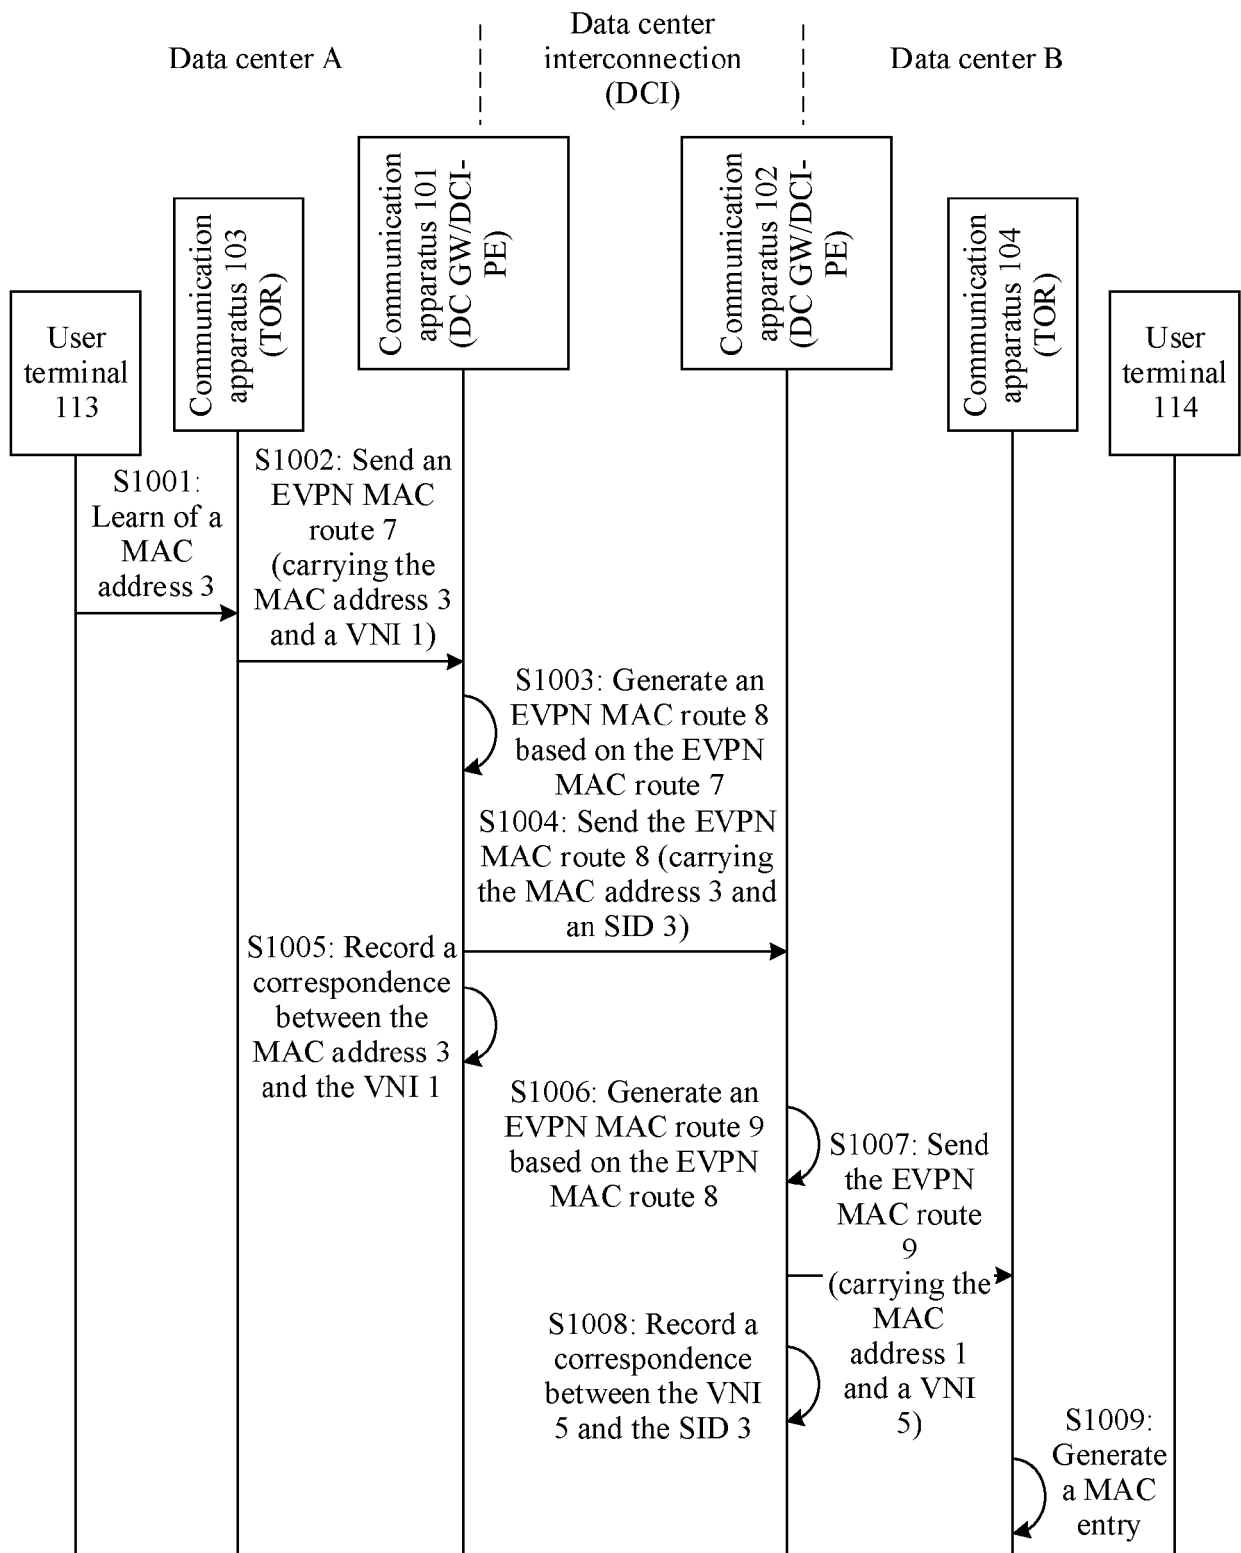 Data center A
Data center
interconnection
(DCI)
Data center B
User
terminal
113
Communication
apparatus 103
(TOR)
Communication
apparatus 101
(DC GW/DCI-
PE)
Communication
apparatus 102
(DC GW/DCI-
PE)
Communication
apparatus 104
(TOR)
User
terminal
114
S1001:
Learn of a
MAC
address 3
S1002: Send an
EVPN MAC
route 7
(carrying the
MAC address 3
and a VNI 1)
S1003: Generate an
EVPN MAC route 8
based on the EVPN
MAC route 7
S1004: Send the EVPN
MAC route 8 (carrying
the MAC address 3 and
an SID 3)
S1005: Record a
correspondence
between the
MAC address 3
and the VNI 1
S1006: Generate an
EVPN MAC route 9
based on the EVPN
MAC route 8
S1007: Send
the EVPN
MAC route
9
(carrying the
MAC
address 1
and a VNI
5)
S1008: Record a
correspondence
between the VNI
5 and the SID 3
S1009:
Generate
a MAC
entry